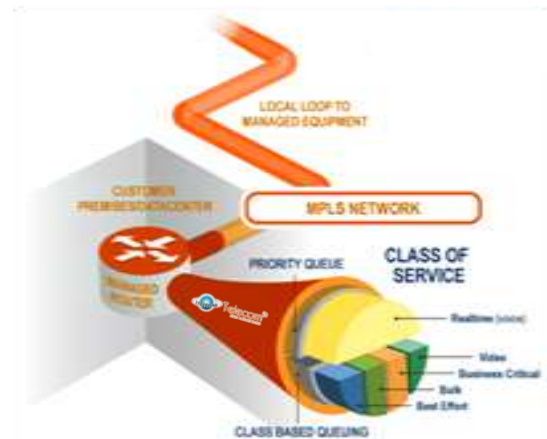 LOCAL LOOP TO
MANAGED EQUIPMENT
CUSTOMER
PREMISES/DATACENTER
MPLS NETWORK
MANAGED
ROUTER
PRIORITY QUEUE
CLASS OF
SERVICE
Telecom
Realtime (voice)
Video
Business Critical
Bulk
Best Effort
CLASS BASED QUEUING